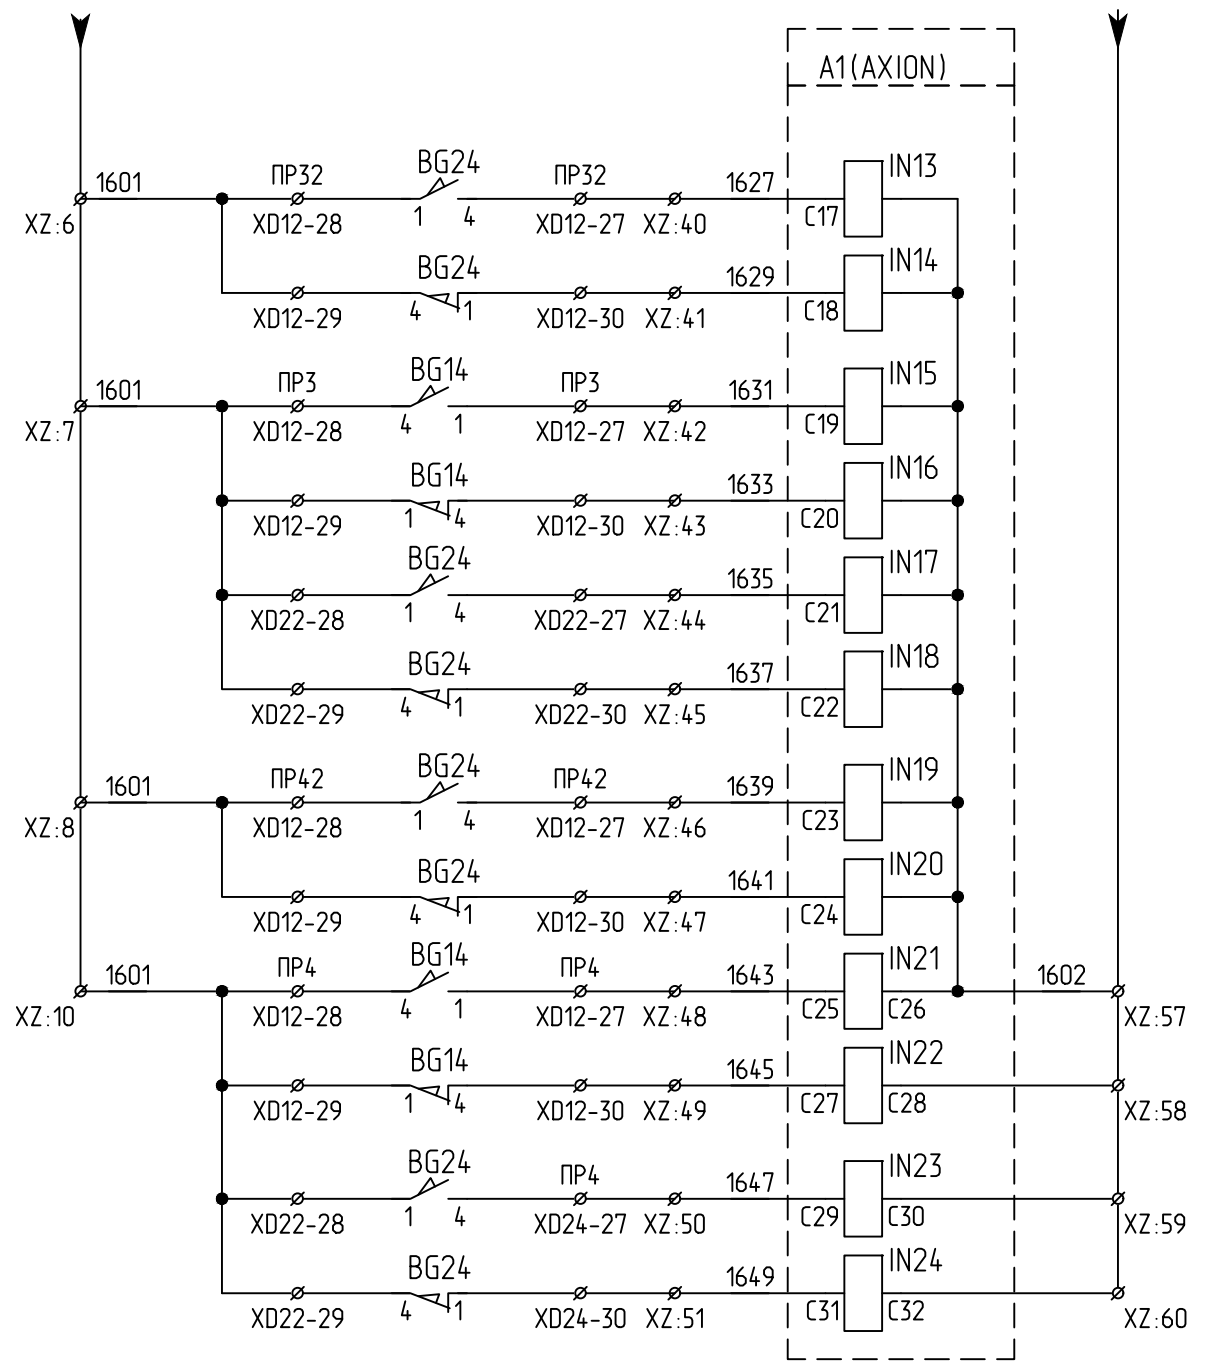 A1(AXION)
1601 ПР32 BG24 ПР32 1627 IN13
XZ:6 XD12-28 1 4 XD12-27 XZ:40 C17
BG24 1629 IN14
XD12-29 4 1 XD12-30 XZ:41 C18
1601 ПР3 BG14 ПР3 1631 IN15
XZ:7 XD12-28 4 1 XD12-27 XZ:42 C19
BG14 1633 IN16
XD12-29 1 4 XD12-30 XZ:43 C20
BG24 1635 IN17
XD22-28 1 4 XD22-27 XZ:44 C21
BG24 1637 IN18
XD22-29 4 1 XD22-30 XZ:45 C22
1601 ПР42 BG24 ПР42 1639 IN19
XZ:8 XD12-28 1 4 XD12-27 XZ:46 C23
BG24 1641 IN20
XD12-29 4 1 XD12-30 XZ:47 C24
1601 ПР4 BG14 ПР4 1643 IN21 1602
XZ:10 XD12-28 4 1 XD12-27 XZ:48 C25 C26 XZ:57
BG14 1645 IN22
XD12-29 1 4 XD12-30 XZ:49 C27 C28 XZ:58
BG24 ПР4 1647 IN23
XD22-28 1 4 XD24-27 XZ:50 C29 C30 XZ:59
BG24 1649 IN24
XD22-29 4 1 XD24-30 XZ:51 C31 C32 XZ:60